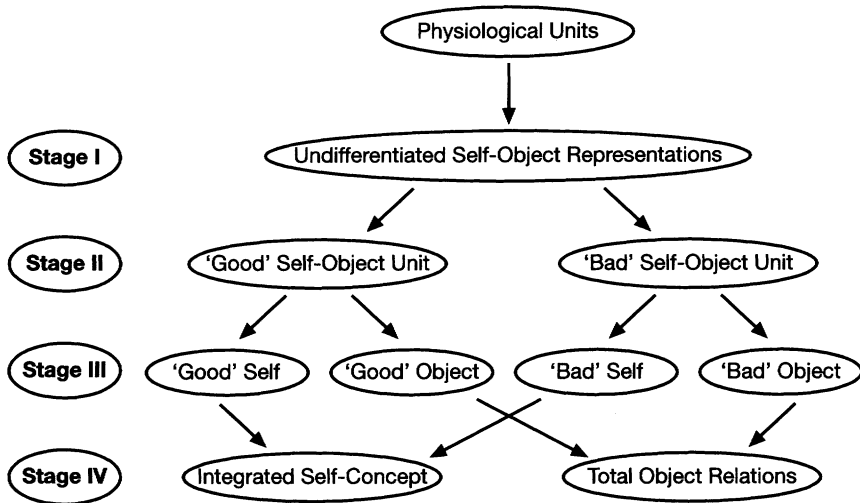 Physiological Units
Stage I
Undifferentiated Self-Object Representations
Stage II
‘Good’ Self-Object Unit
‘Bad’ Self-Object Unit
Stage III
‘Good’ Self
‘Good’ Object
‘Bad’ Self
‘Bad’ Object
Stage IV
Integrated Self-Concept
Total Object Relations